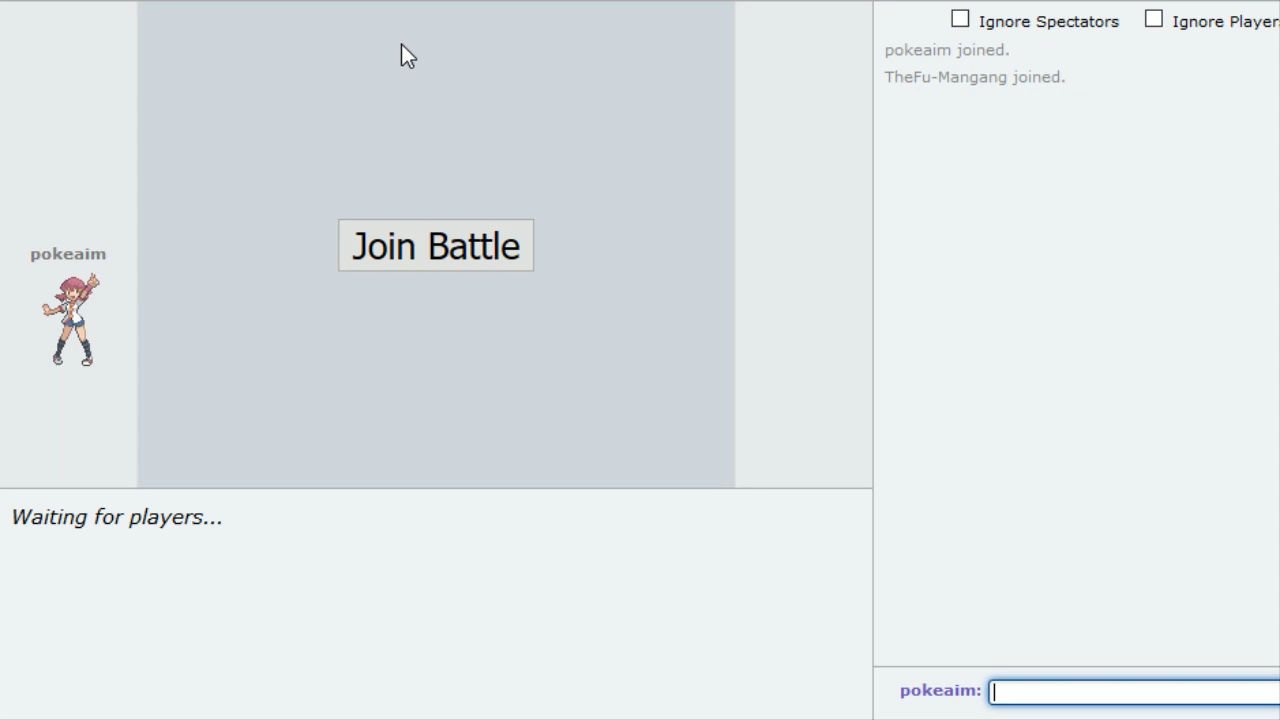 Ignore Spectators Ignore Player
pokeaim joined.
TheFu-Mangang joined.
Join Battle
pokeaim
Waiting for players...
pokeaim: